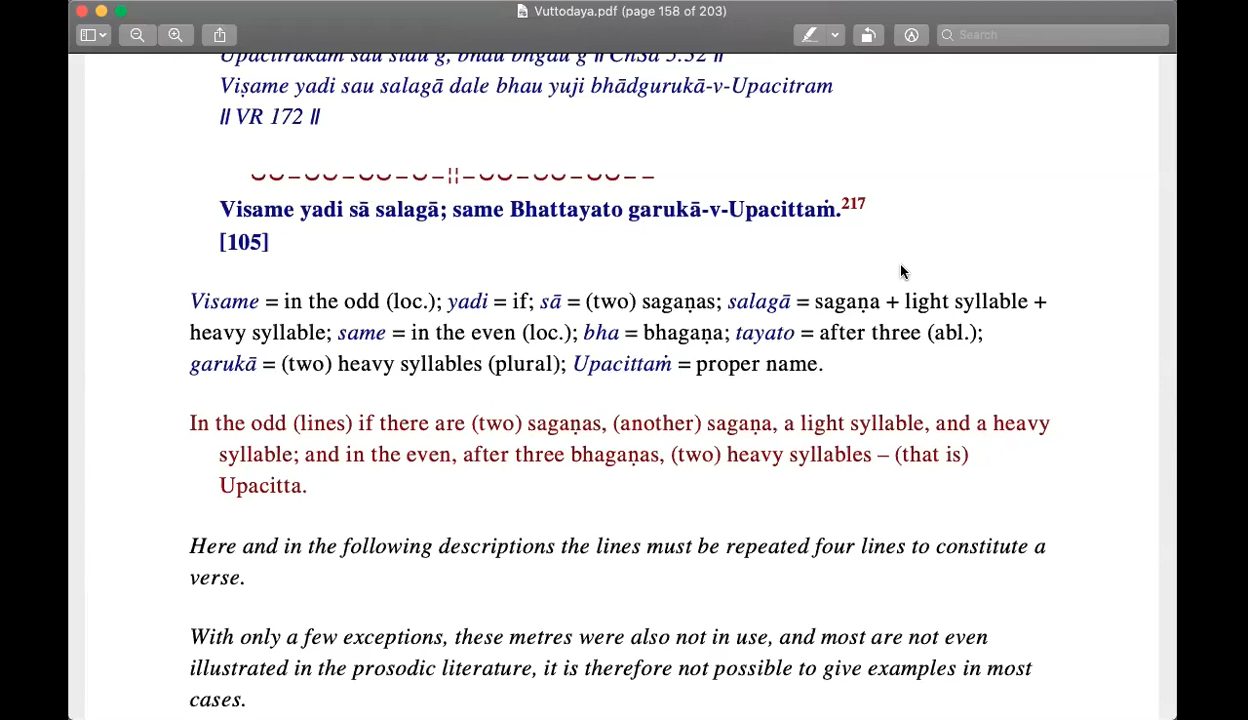 Vuttodaya.pdf (page 158 of 203)
Search
Upacitrakam sau slau g, bhau bhgau g ǁ ChSā 5.32 ǁ
Viṣame yadi sau salagā dale bhau yuji bhādgurukā-v-Upacitram
ǁ VR 172 ǁ
⏑⏑−⏑⏑−⏑⏑−⏑−¦¦−⏑⏑−⏑⏑−⏑⏑−−
Visame yadi sā salagā; same Bhattayato garukā-v-Upacittaṁ.217
[105]
Visame = in the odd (loc.); yadi = if; sā = (two) sagaṇas; salagā = sagaṇa + light syllable +
heavy syllable; same = in the even (loc.); bha = bhagaṇa; tayato = after three (abl.);
garukā = (two) heavy syllables (plural); Upacittaṁ = proper name.
In the odd (lines) if there are (two) sagaṇas, (another) sagaṇa, a light syllable, and a heavy
syllable; and in the even, after three bhagaṇas, (two) heavy syllables – (that is)
Upacitta.
Here and in the following descriptions the lines must be repeated four lines to constitute a
verse.
With only a few exceptions, these metres were also not in use, and most are not even
illustrated in the prosodic literature, it is therefore not possible to give examples in most
cases.